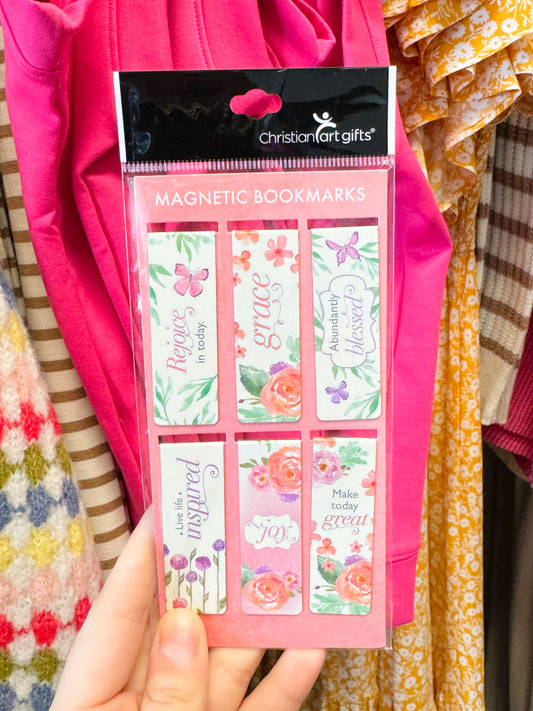 Christian art gifts®
MAGNETIC BOOKMARKS
Rejoice
in today.
grace
Abundantly
blessed
• Live life •
inspired
joy
Make
today
great